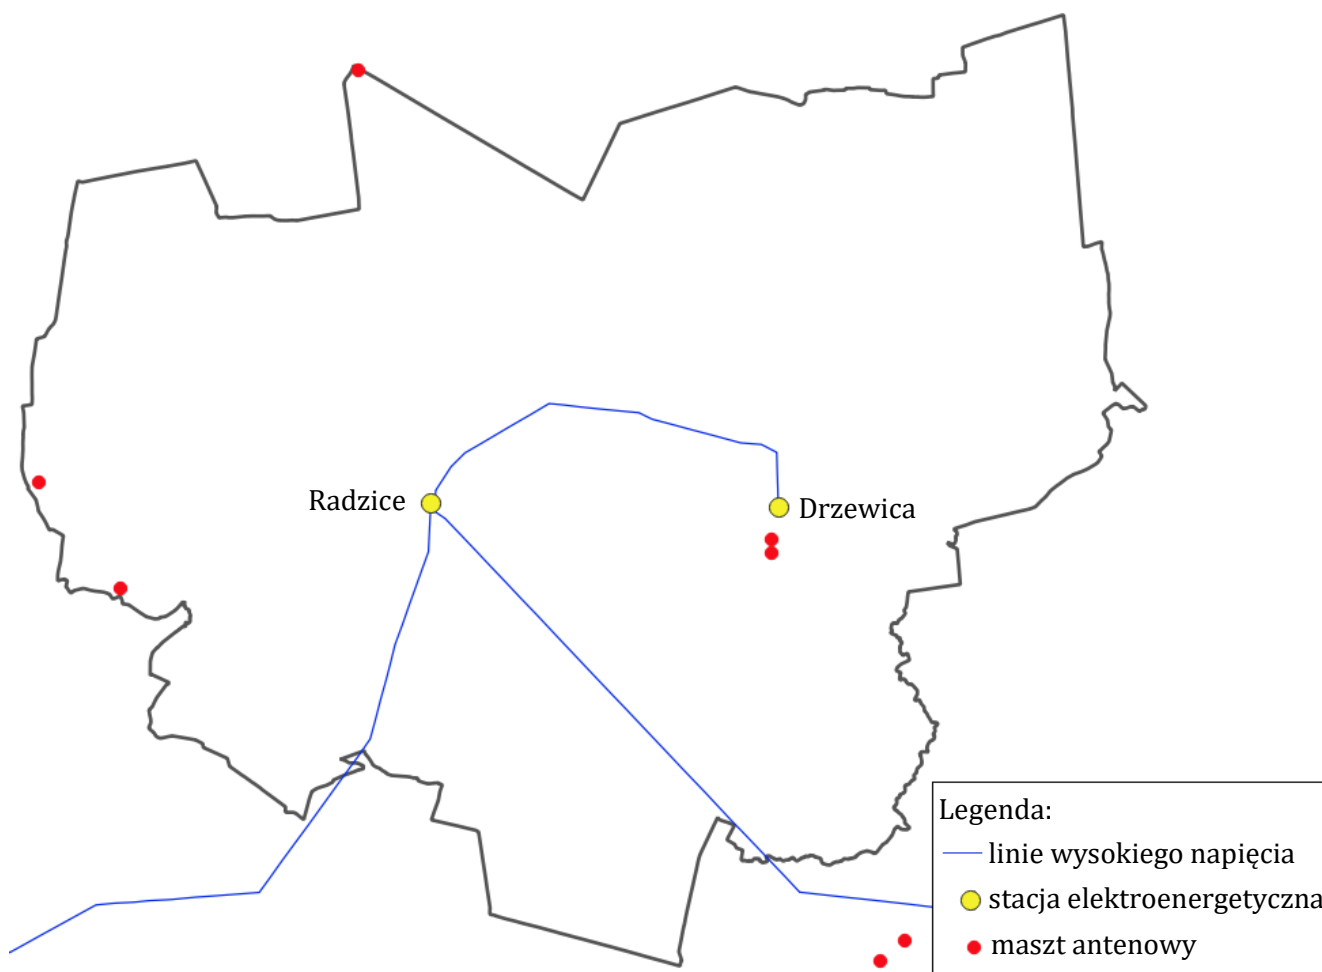 Radzice
Drzewica
Legenda:
linie wysokiego napięcia
stacja elektroenergetyczna
maszt antenowy